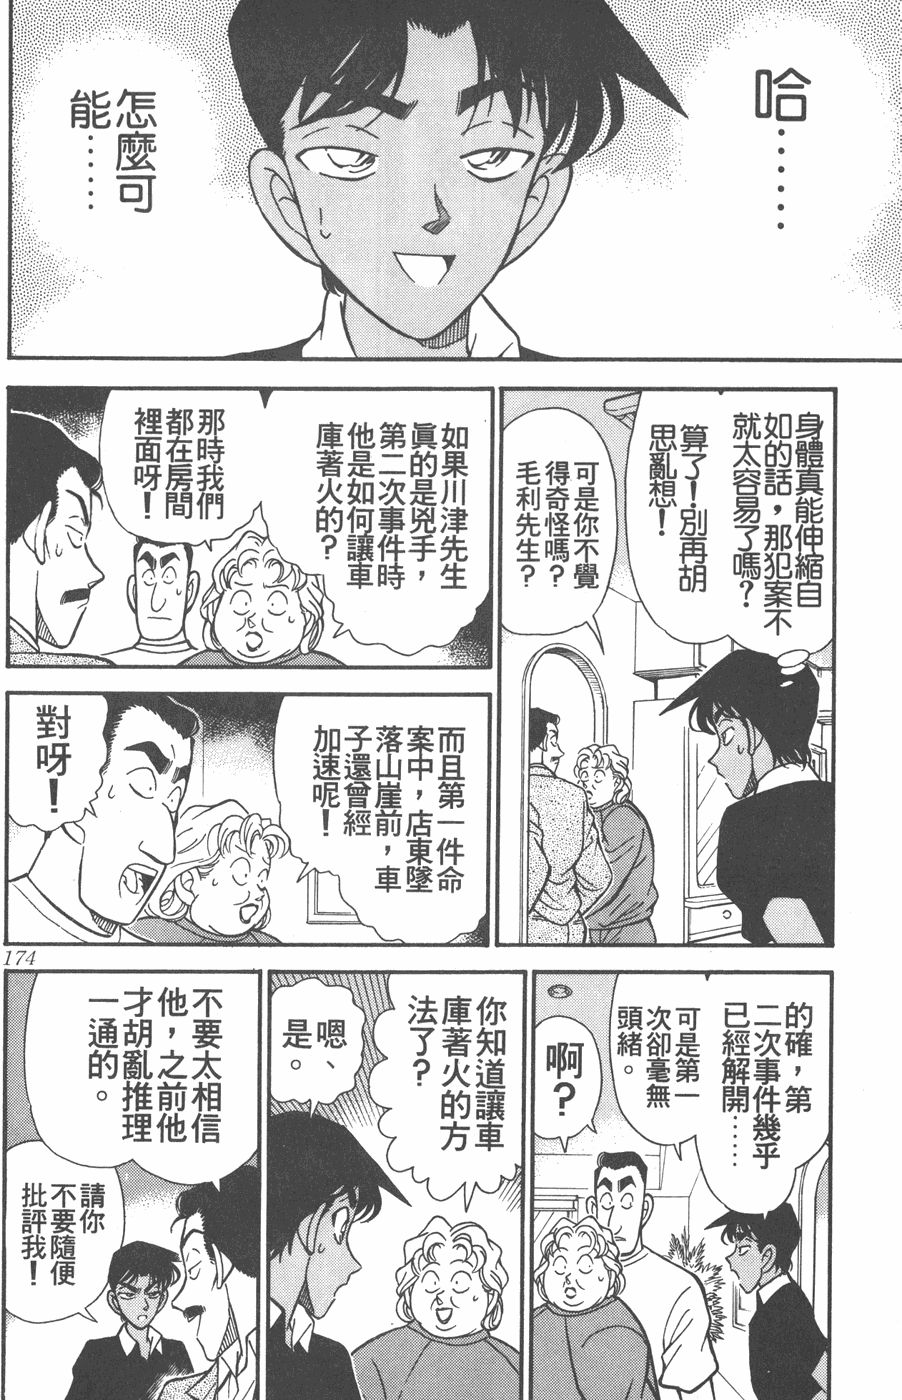 哈……
怎麼可
能……
身體真能伸縮自
如的話，那犯案不
就太容易了嗎？
算了！別再胡
思亂想！
可是你不覺
得奇怪嗎？
毛利先生？
如果川津先生
真的是兇手，
第二次事件時
他是如何讓車
庫著火的？
那時我們
都在房間
裡面呀！
而且第一件命
案中，店東墜
落山崖前，車
子還曾經
加速呢！
對呀！
174
的確，第
二次事件幾乎
已經解開……
可是第一
次卻毫無
頭緒。
啊？
你知道讓車
庫著火的方
法了？
嗯、
是。
不要太相信
他，之前他
才胡亂推理
一通的。
請你
不要隨便
批評我！